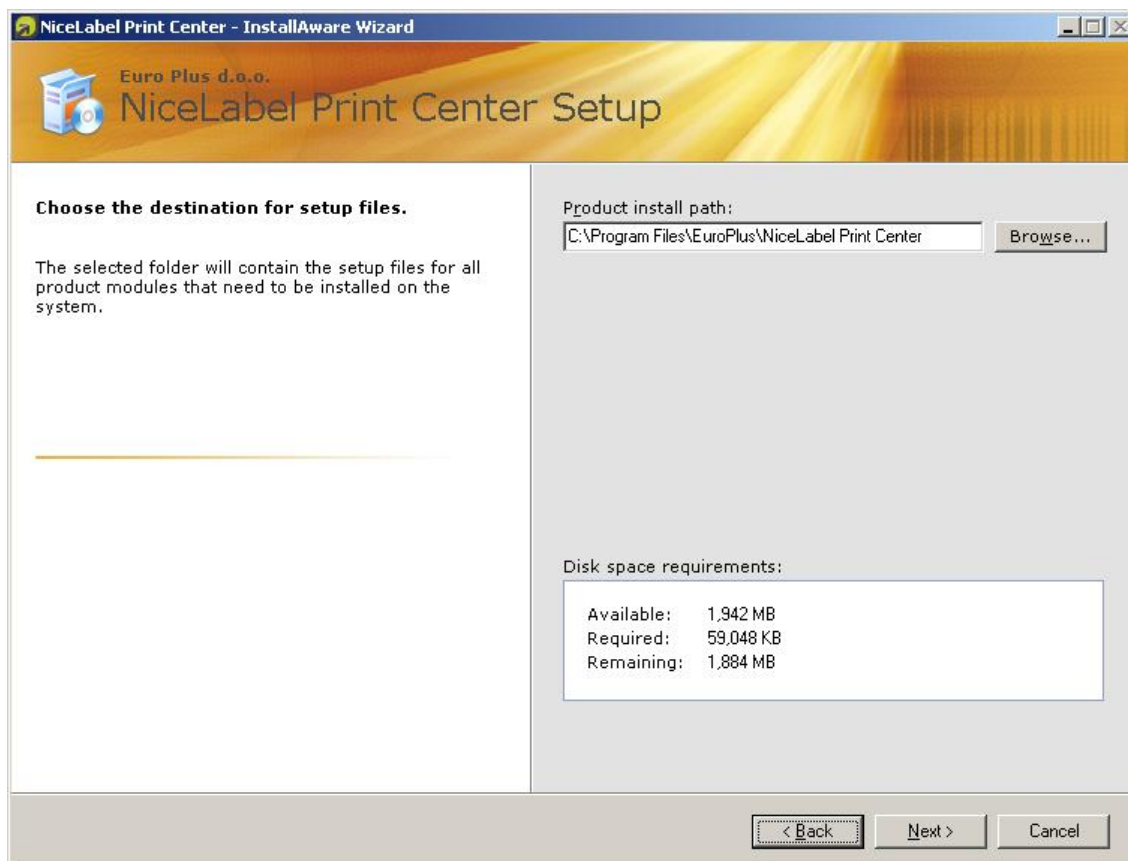 NiceLabel Print Center - InstallAware Wizard
Euro Plus d.o.o.
NiceLabel Print Center Setup
Choose the destination for setup files.
The selected folder will contain the setup files for all
product modules that need to be installed on the
system.
Product install path:
C:\Program Files\EuroPlus\NiceLabel Print Center
Browse...
Disk space requirements:
Available: 1,942 MB
Required: 59,048 KB
Remaining: 1,884 MB
< Back
Next >
Cancel